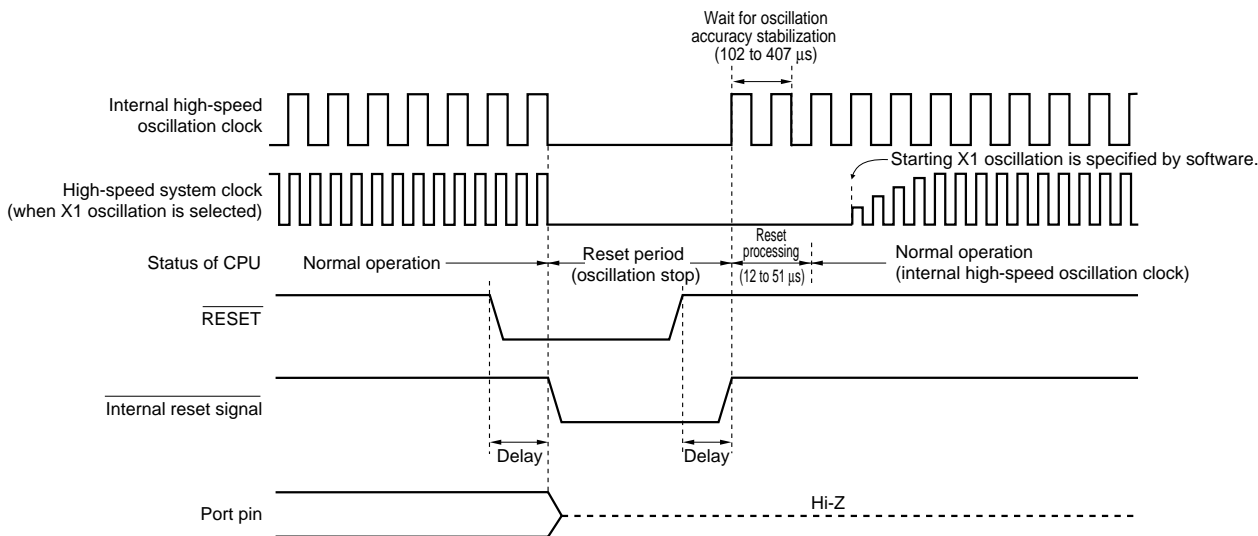 Wait for oscillation
accuracy stabilization
(102 to 407 μs)
Internal high-speed
oscillation clock
Starting X1 oscillation is specified by software.
High-speed system clock
(when X1 oscillation is selected)
Status of CPU
Normal operation
Reset period
(oscillation stop)
Reset
processing
(12 to 51 μs)
Normal operation
(internal high-speed oscillation clock)
RESET
Internal reset signal
Delay
Delay
Port pin
Hi-Z